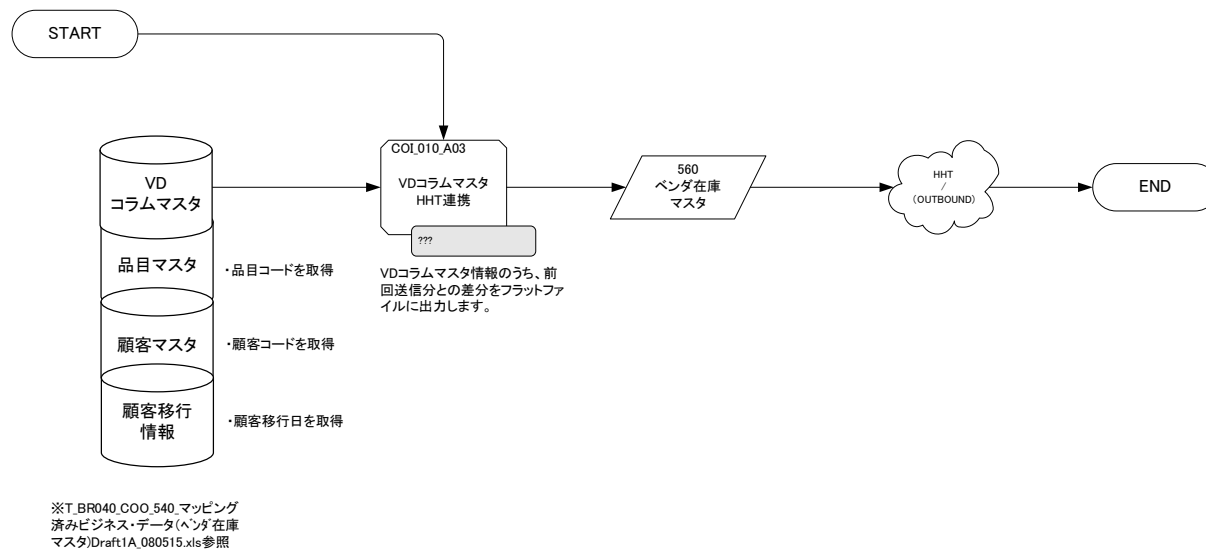 START
VD
コラムマスタ
品目マスタ
・品目コードを取得
顧客マスタ
・顧客コードを取得
顧客移行
情報
・顧客移行日を取得
※T_BR040_COO_540_マッピング
済みビジネス・データ(ベンダ在庫
マスタ)Draft1A_080515.xls参照
COI_010_A03
VDコラムマスタ
HHT連携
???
VDコラムマスタ情報のうち、前
回送信分との差分をフラットファ
イルに出力します。
560
ベンダ在庫
マスタ
HHT
/
(OUTBOUND)
END